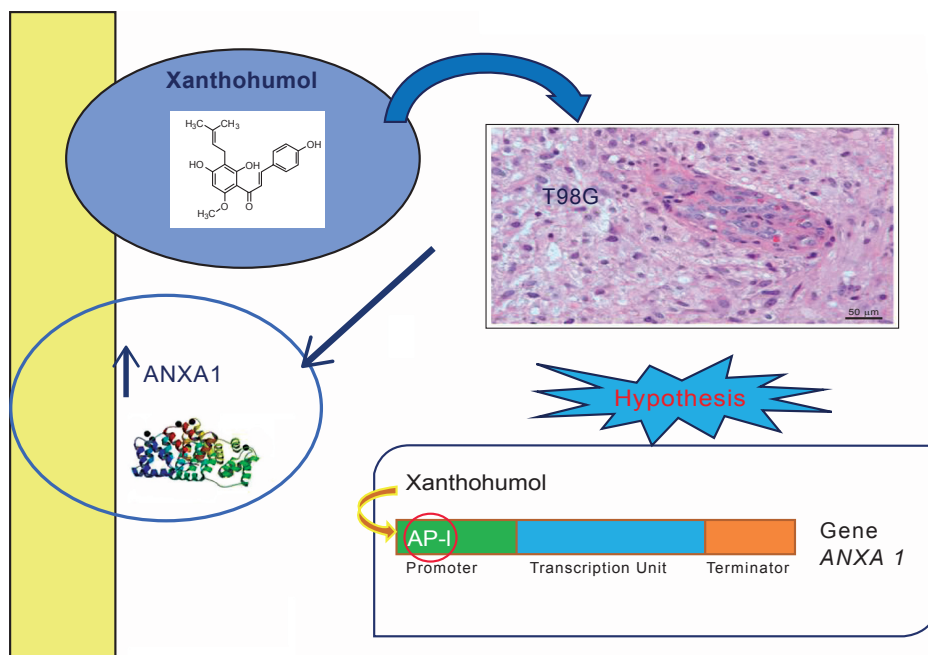 Xanthohumol
H₃C CH₃
HO OH OH
H₃C O O
T98G
50 µm
ANXA1
Hypothesis
Xanthohumol
AP-I
Promoter Transcription Unit Terminator
Gene
ANXA 1